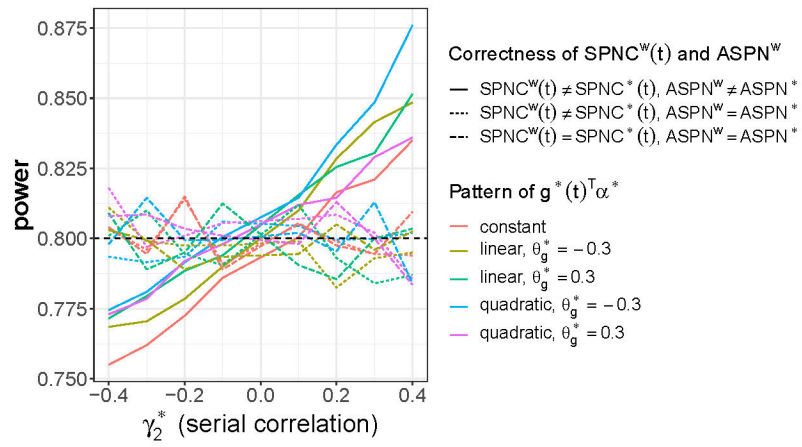 0.875
0.850
0.825
0.800
0.775
0.750
power
−0.4 −0.2 0.0 0.2 0.4
γ₂* (serial correlation)
Correctness of SPNCʷ(t) and ASPNʷ
SPNCʷ(t) ≠ SPNC*(t), ASPNʷ ≠ ASPN*
SPNCʷ(t) ≠ SPNC*(t), ASPNʷ = ASPN*
SPNCʷ(t) = SPNC*(t), ASPNʷ = ASPN*
Pattern of g*(t)ᵀα*
constant
linear, θg* = −0.3
linear, θg* = 0.3
quadratic, θg* = −0.3
quadratic, θg* = 0.3